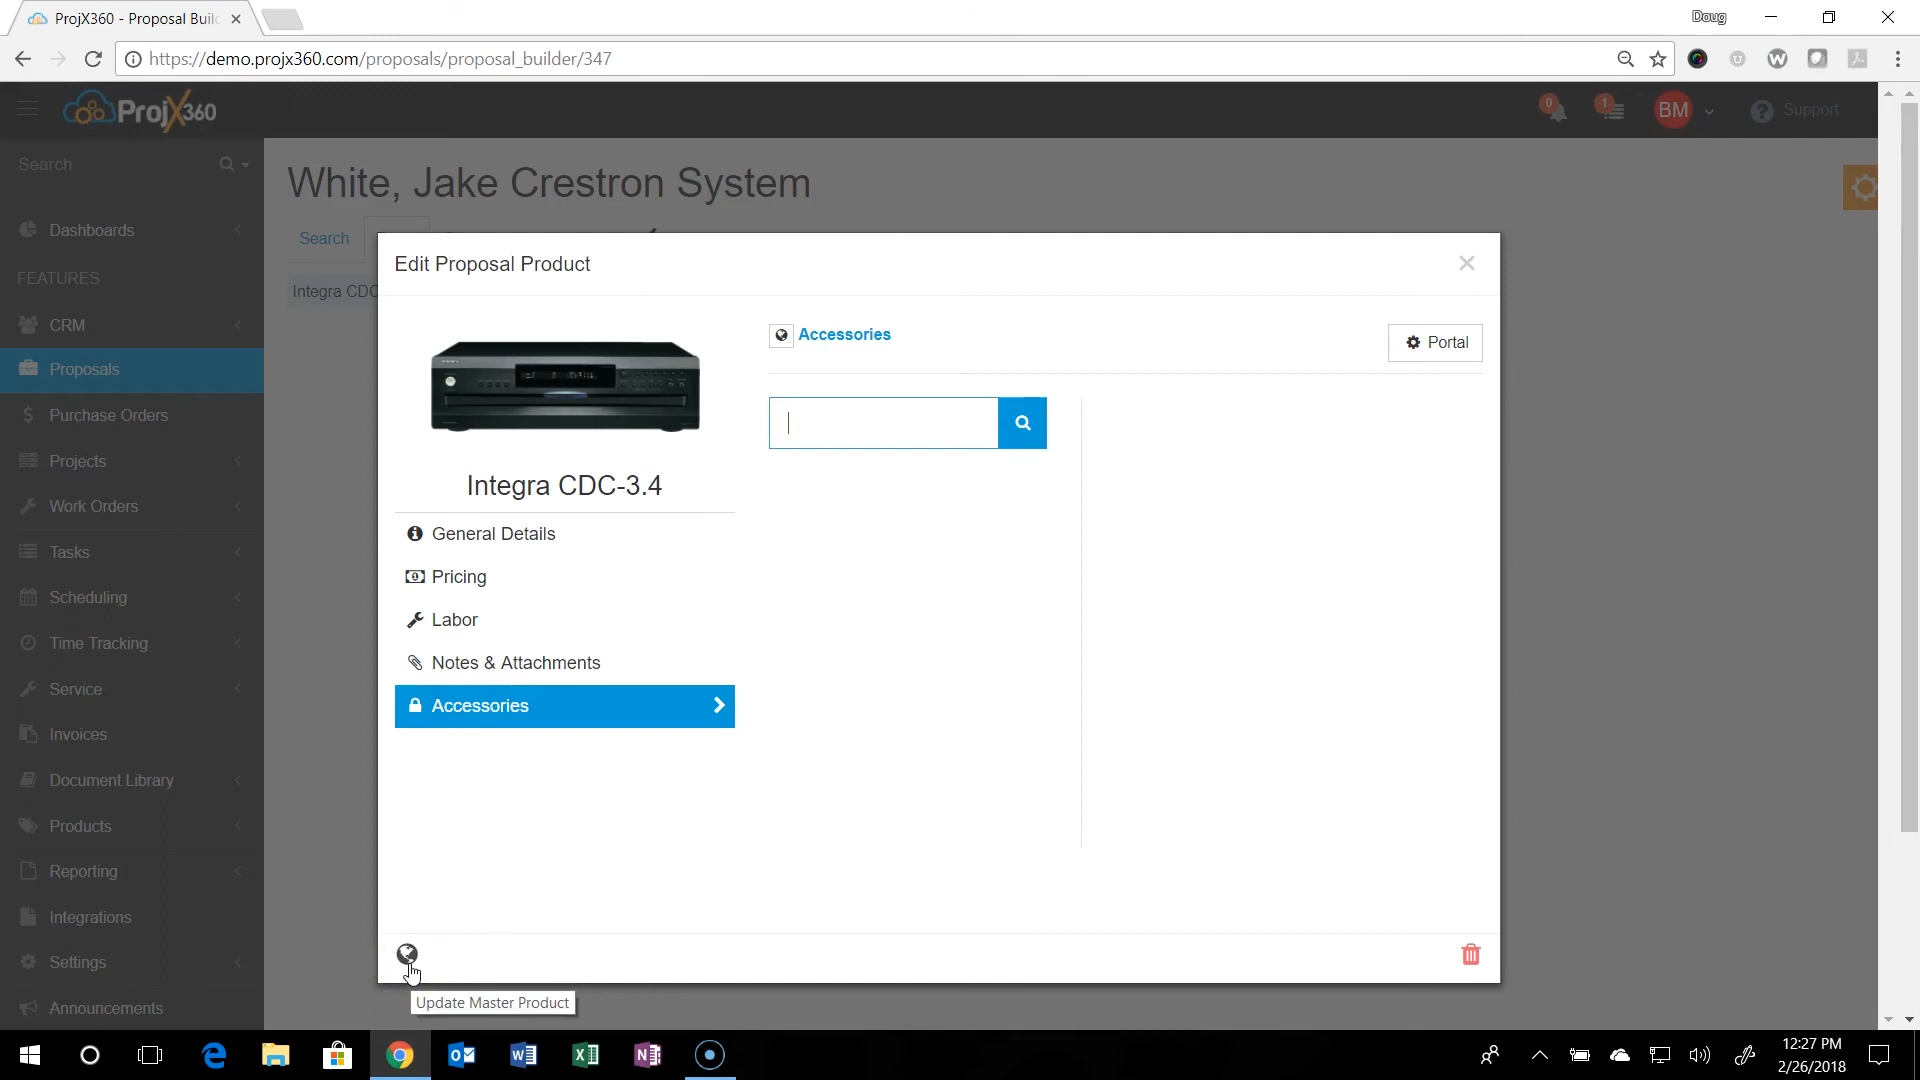 ProjX360 - Proposal Buil
Doug
https://demo.projx360.com/proposals/proposal_builder/347
ProjX360
0
1
BM
Support
Search
White, Jake Crestron System
Dashboards
Search
FEATURES
Edit Proposal Product
Integra CDC
CRM
Accessories
Portal
Proposals
Purchase Orders
Projects
Integra CDC-3.4
Work Orders
General Details
Tasks
Pricing
Scheduling
Labor
Time Tracking
Notes & Attachments
Service
Accessories
Invoices
Document Library
Products
Reporting
Integrations
Settings
Update Master Product
Announcements
12:27 PM
2/26/2018